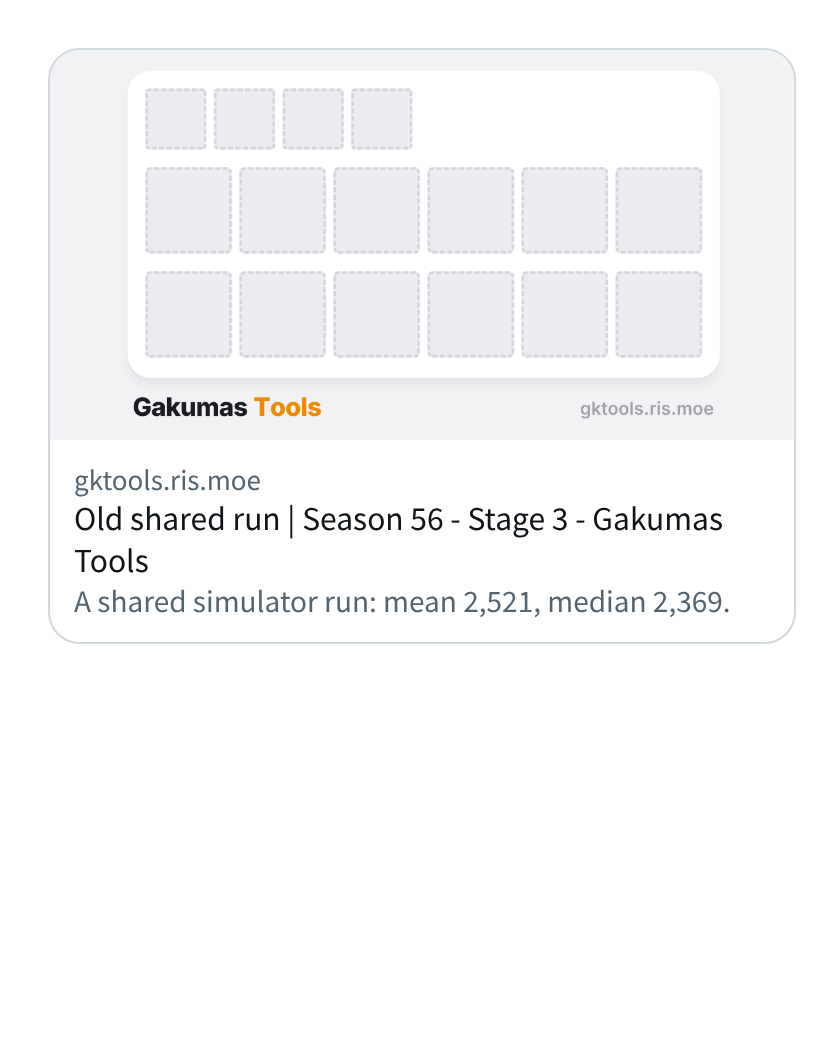 Gakumas Tools
gktools.ris.moe
gktools.ris.moe
Old shared run | Season 56 - Stage 3 - Gakumas
Tools
A shared simulator run: mean 2,521, median 2,369.